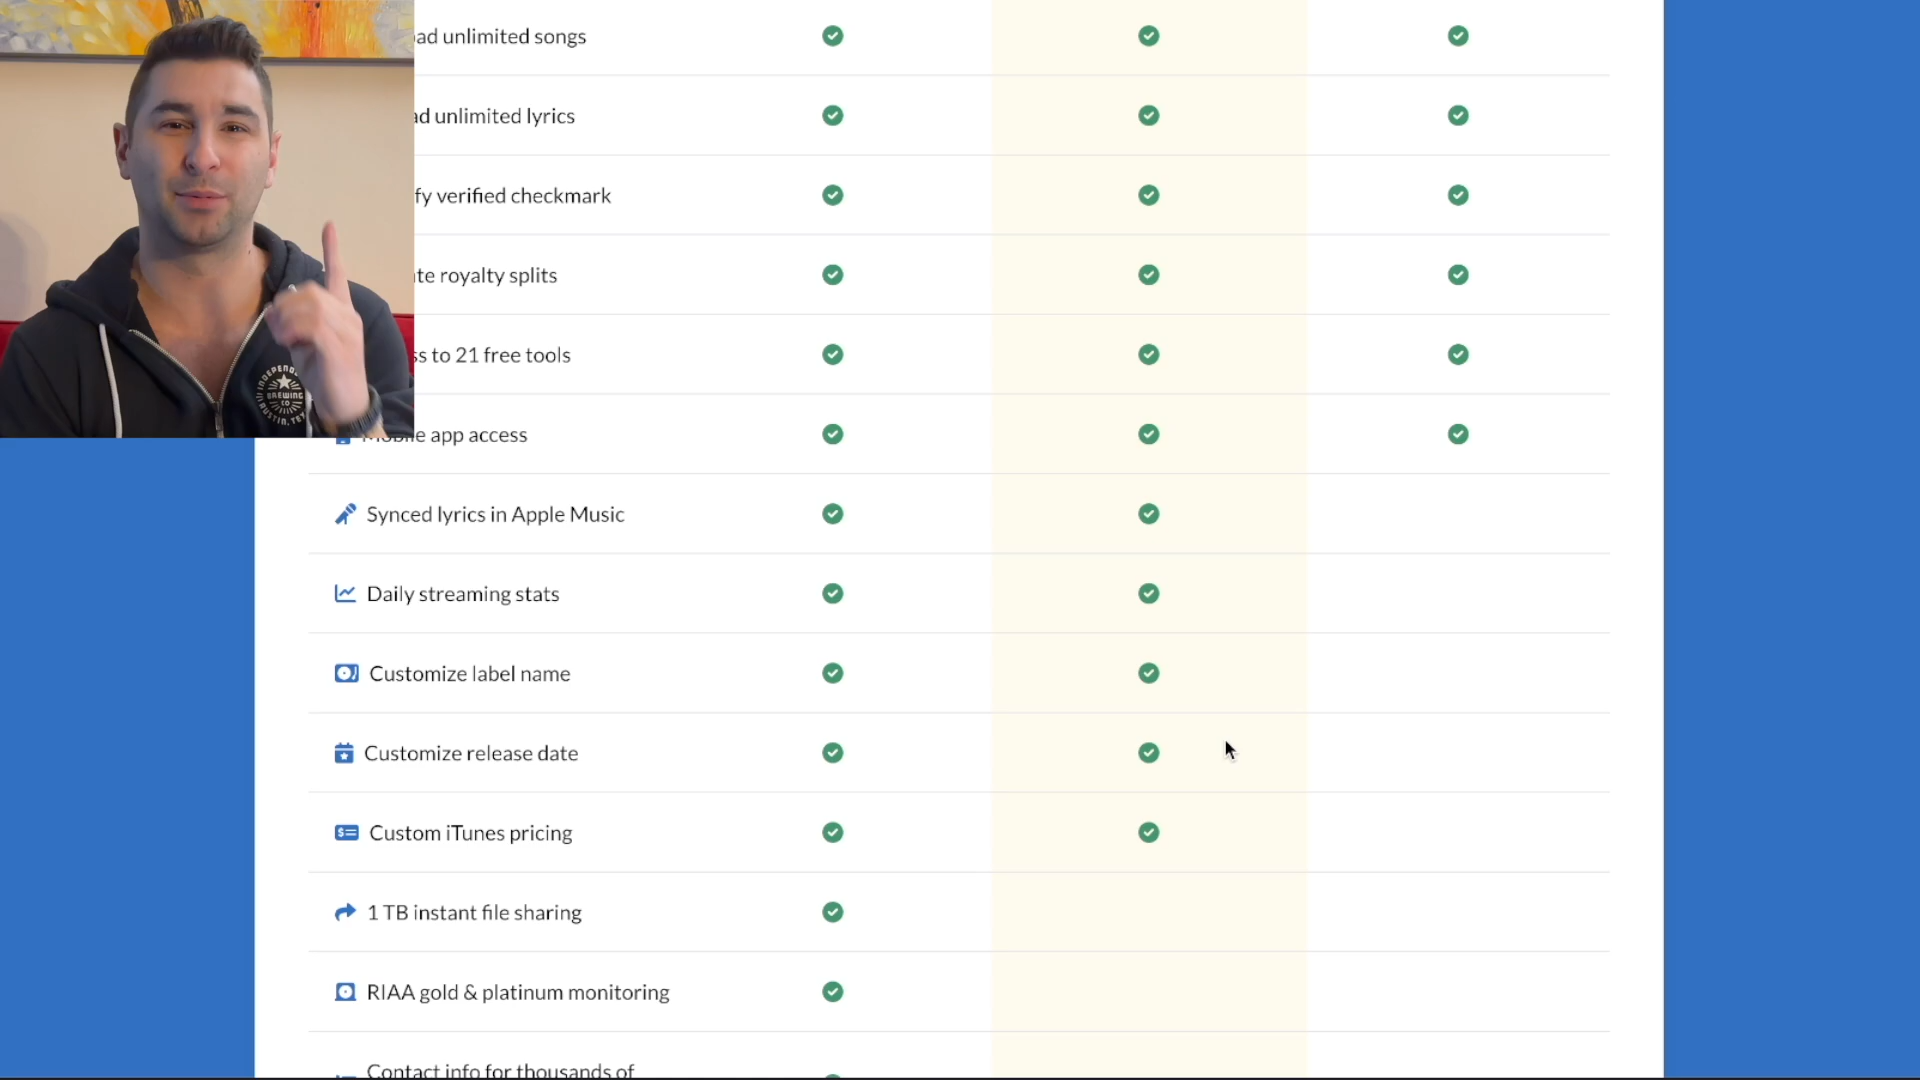 ad unlimited songs
ad unlimited lyrics
fy verified checkmark
te royalty splits
ss to 21 free tools
app access
Synced lyrics in Apple Music
Daily streaming stats
Customize label name
Customize release date
Custom iTunes pricing
1 TB instant file sharing
RIAA gold & platinum monitoring
Contact info for thousands of
BREWING
CO